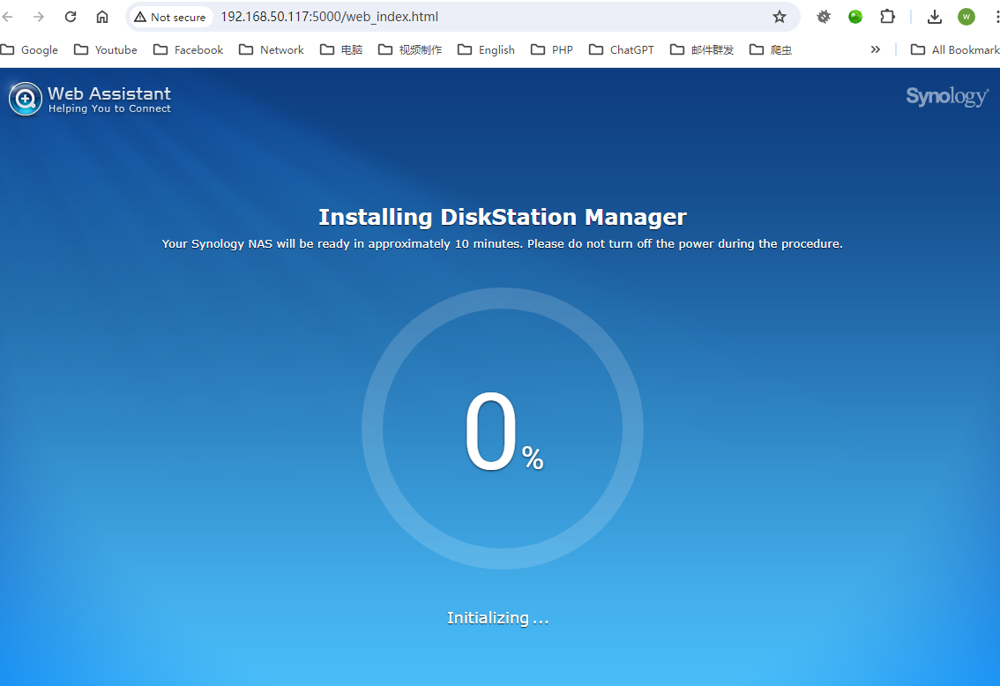 Not secure 192.168.50.117:5000/web_index.html W
Google Youtube Facebook Network 电脑 视频制作 English PHP ChatGPT 邮件群发 爬虫 » All Bookmark
Web Assistant
Helping You to Connect
Synology
Installing DiskStation Manager
Your Synology NAS will be ready in approximately 10 minutes. Please do not turn off the power during the procedure.
0%
Initializing ...